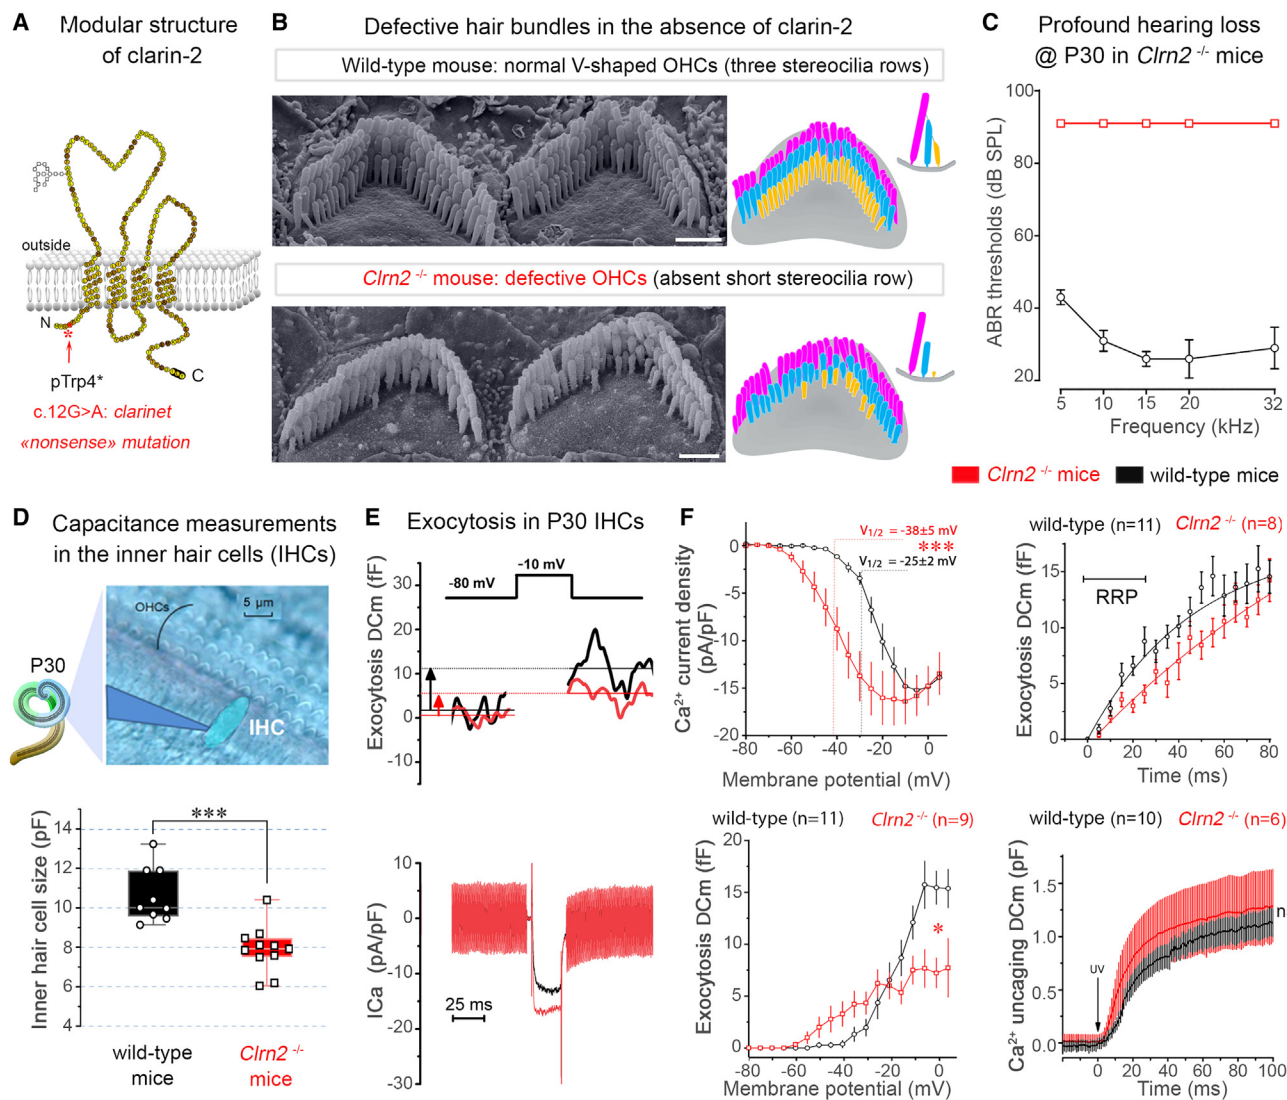 A Modular structure
of clarin-2
outside
N
*
pTrp4*
C
c.12G>A: clarinet
«nonsense» mutation
B Defective hair bundles in the absence of clarin-2
Wild-type mouse: normal V-shaped OHCs (three stereocilia rows)
Clrn2 -/- mouse: defective OHCs (absent short stereocilia row)
C Profound hearing loss
@ P30 in Clrn2 -/- mice
ABR thresholds (dB SPL)
100
80
60
40
20
5 10 15 20 32
Frequency (kHz)
Clrn2 -/- mice wild-type mice
D Capacitance measurements
in the inner hair cells (IHCs)
P30
OHCs
5 µm
IHC
***
Inner hair cell size (pF)
14
12
10
8
6
4
wild-type
mice
Clrn2 -/-
mice
E Exocytosis in P30 IHCs
Exocytosis DCm (fF)
30
20
10
0
-10
-80 mV
-10 mV
ICa (pA/pF)
10
0
-10
-20
-30
25 ms
F
V1/2 = -38±5 mV
***
V1/2 = -25±2 mV
Ca2+ current density
(pA/pF)
0
-5
-10
-15
-20
-80 -60 -40 -20 0
Membrane potential (mV)
wild-type (n=11) Clrn2 -/- (n=8)
RRP
Exocytosis DCm (fF)
15
10
5
0
0 20 40 60 80
Time (ms)
wild-type (n=11) Clrn2 -/- (n=9)
*
Exocytosis DCm (fF)
20
15
10
5
0
-80 -60 -40 -20 0
Membrane potential (mV)
wild-type (n=10) Clrn2 -/- (n=6)
n
UV
Ca2+ uncaging DCm (pF)
1.5
1.0
0.5
0.0
-20 0 20 40 60 80 100
Time (ms)